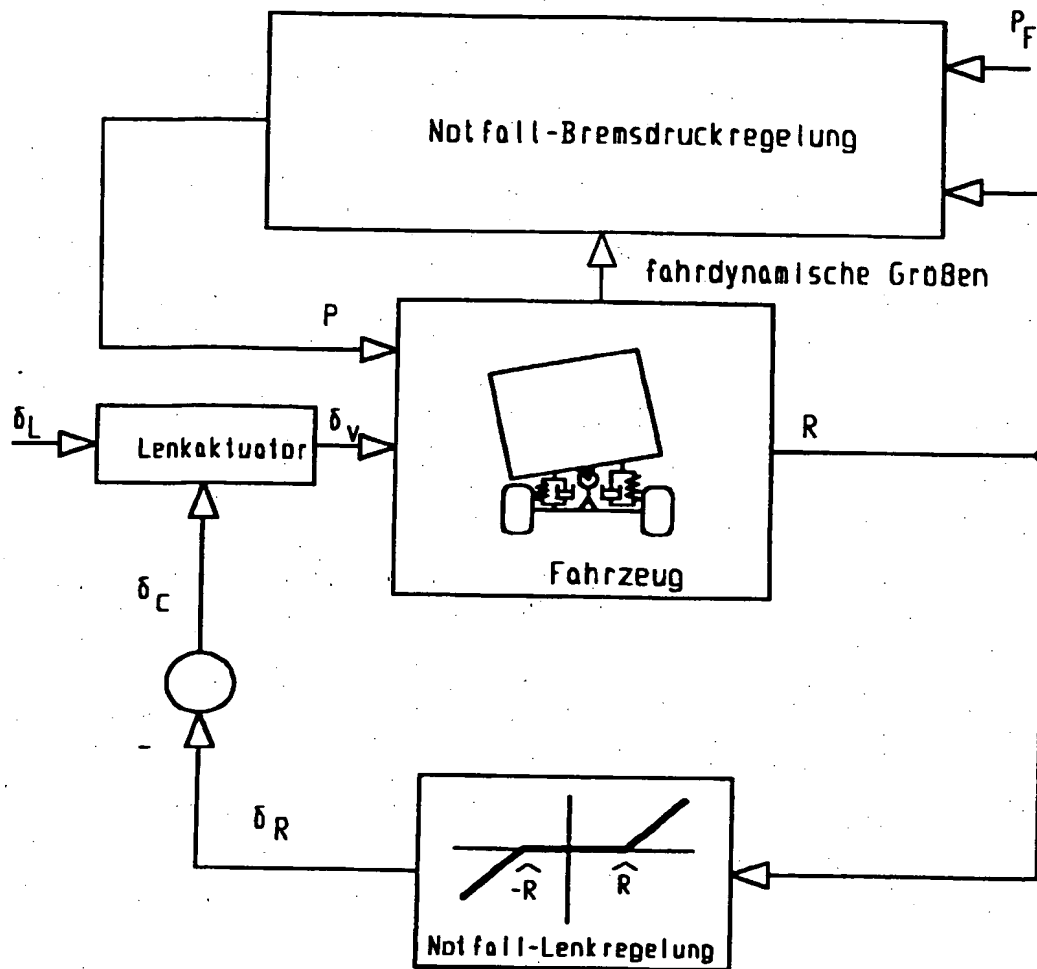 P_F
Notfall-Bremsdruckregelung
fahrdynamische Größen
P
δ_L
Lenkaktuator
δ_v
R
Fahrzeug
δ_C
δ_R
-R̂
R̂
Notfall-Lenkregelung